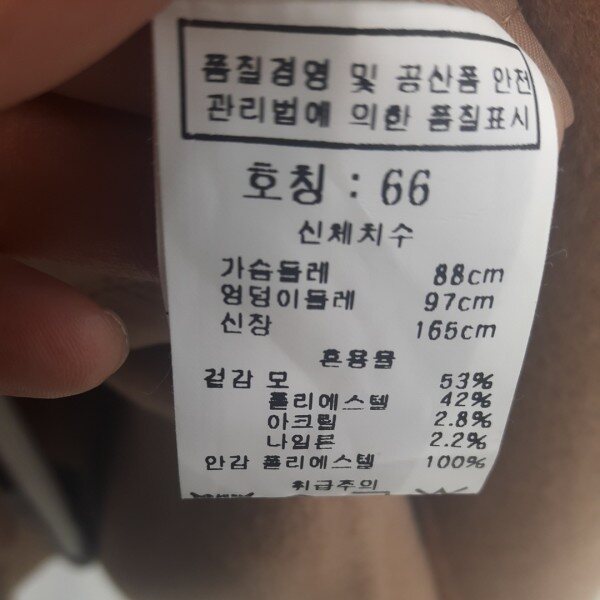 품질경영 및 공산품 안전
관리법에 의한 품질표시
호칭 : 66
신체치수
가슴둘레 88cm
엉덩이둘레 97cm
신장 165cm
혼용율
겉감 모 53%
폴리에스텔 42%
아크릴 2.8%
나일론 2.2%
안감 폴리에스텔 100%
취급주의